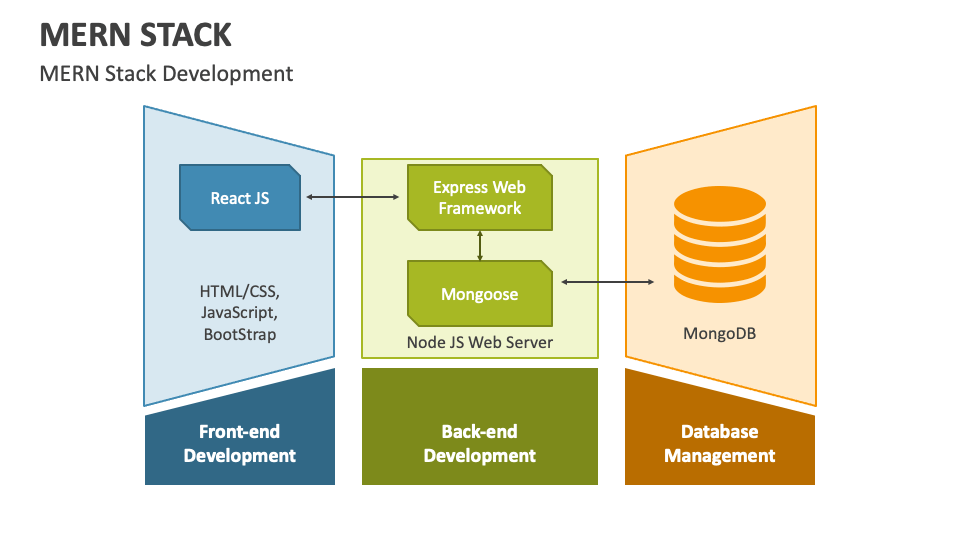 MERN STACK
MERN Stack Development
React JS
HTML/CSS,
JavaScript,
BootStrap
Front-end
Development
Express Web
Framework
Mongoose
Node JS Web Server
Back-end
Development
MongoDB
Database
Management